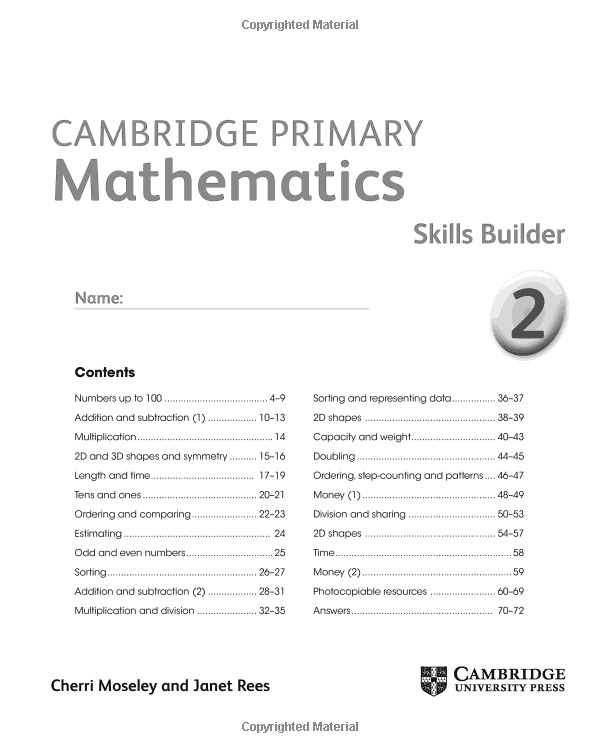 Copyrighted Material
CAMBRIDGE PRIMARY
Mathematics
Skills Builder
Name:
2
Contents
Numbers up to 100 ...................................... 4–9
Addition and subtraction (1) .................. 10–13
Multiplication .................................................. 14
2D and 3D shapes and symmetry .......... 15–16
Length and time ...................................... 17–19
Tens and ones .......................................... 20–21
Ordering and comparing ........................ 22–23
Estimating ...................................................... 24
Odd and even numbers ................................ 25
Sorting ....................................................... 26–27
Addition and subtraction (2) .................. 28–31
Multiplication and division ...................... 32–35
Sorting and representing data ................ 36–37
2D shapes ................................................ 38–39
Capacity and weight ............................... 40–43
Doubling ................................................... 44–45
Ordering, step-counting and patterns .... 46–47
Money (1) ................................................. 48–49
Division and sharing ................................ 50–53
2D shapes ................................................ 54–57
Time ................................................................. 58
Money (2) ....................................................... 59
Photocopiable resources ........................ 60–69
Answers .................................................... 70–72
Cherri Moseley and Janet Rees
CAMBRIDGE
UNIVERSITY PRESS
Copyrighted Material